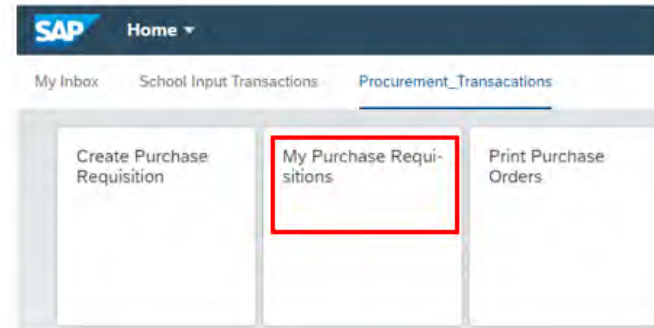 SAP Home
My Inbox School Input Transactions Procurement_Transacations
Create Purchase
Requisition
My Purchase Requi-
sitions
Print Purchase
Orders